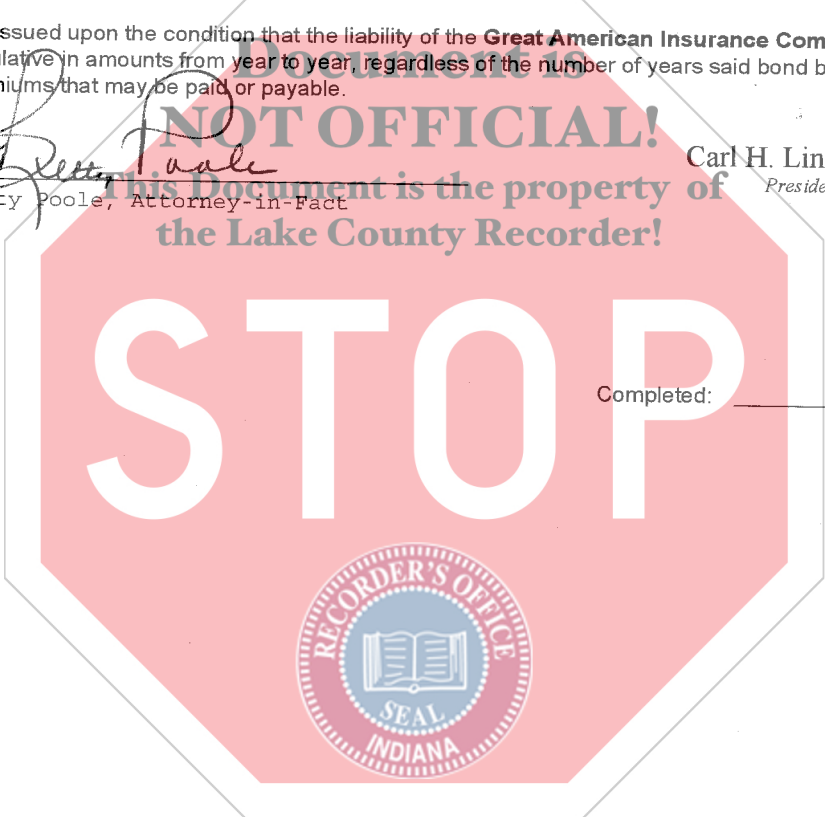 ssued upon the condition that the liability of the Great American Insurance Com
lative in amounts from year to year, regardless of the number of years said bond b
niums that may be paid or payable.
Document is
NOT OFFICIAL!
This Document is the property of
the Lake County Recorder!
Betty Poole
ty Poole, Attorney-in-Fact
Carl H. Lin
Preside
STOP
Completed:
RECORDER'S OFFICE
SEAL
INDIANA